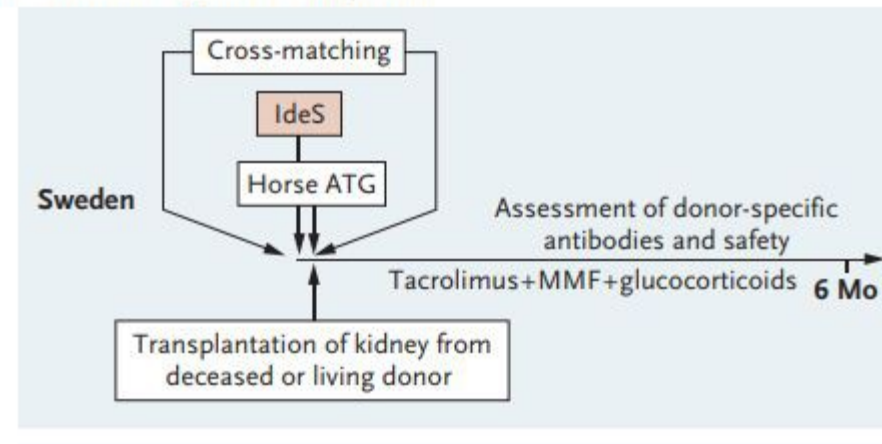 Cross-matching
IdeS
Horse ATG
Sweden
Assessment of donor-specific
antibodies and safety
Tacrolimus+MMF+glucocorticoids
6 Mo
Transplantation of kidney from
deceased or living donor